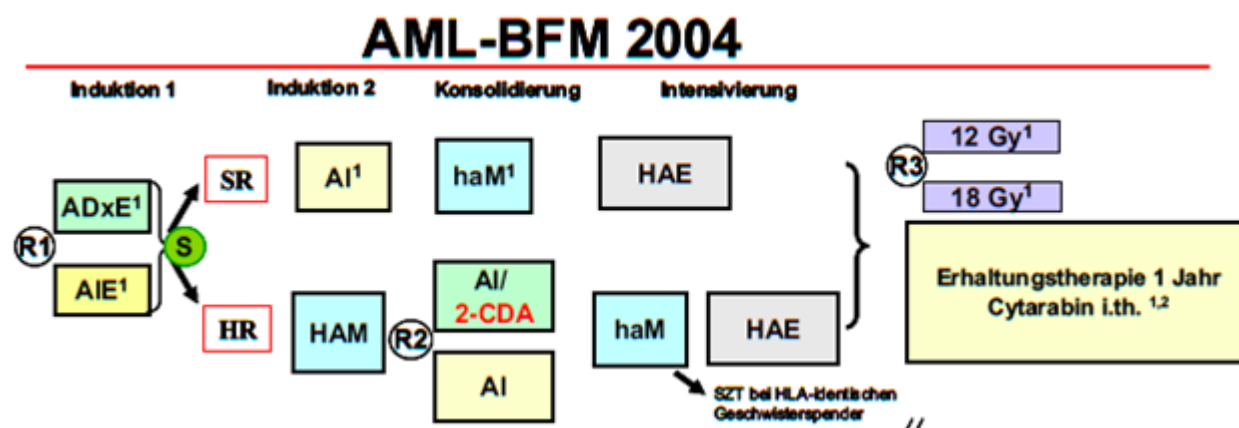 AML-BFM 2004
Induktion 1 Induktion 2 Konsolidierung Intensivierung
R1
ADxE¹
AIE¹
S
SR
AI¹
haM¹
HAE
HR
HAM
R2
AI/
2-CDA
AI
haM
HAE
SZT bei HLA-identischen
Geschwisterspender
//
R3
12 Gy¹
18 Gy¹
Erhaltungstherapie 1 Jahr
Cytarabin i.th. ¹,²